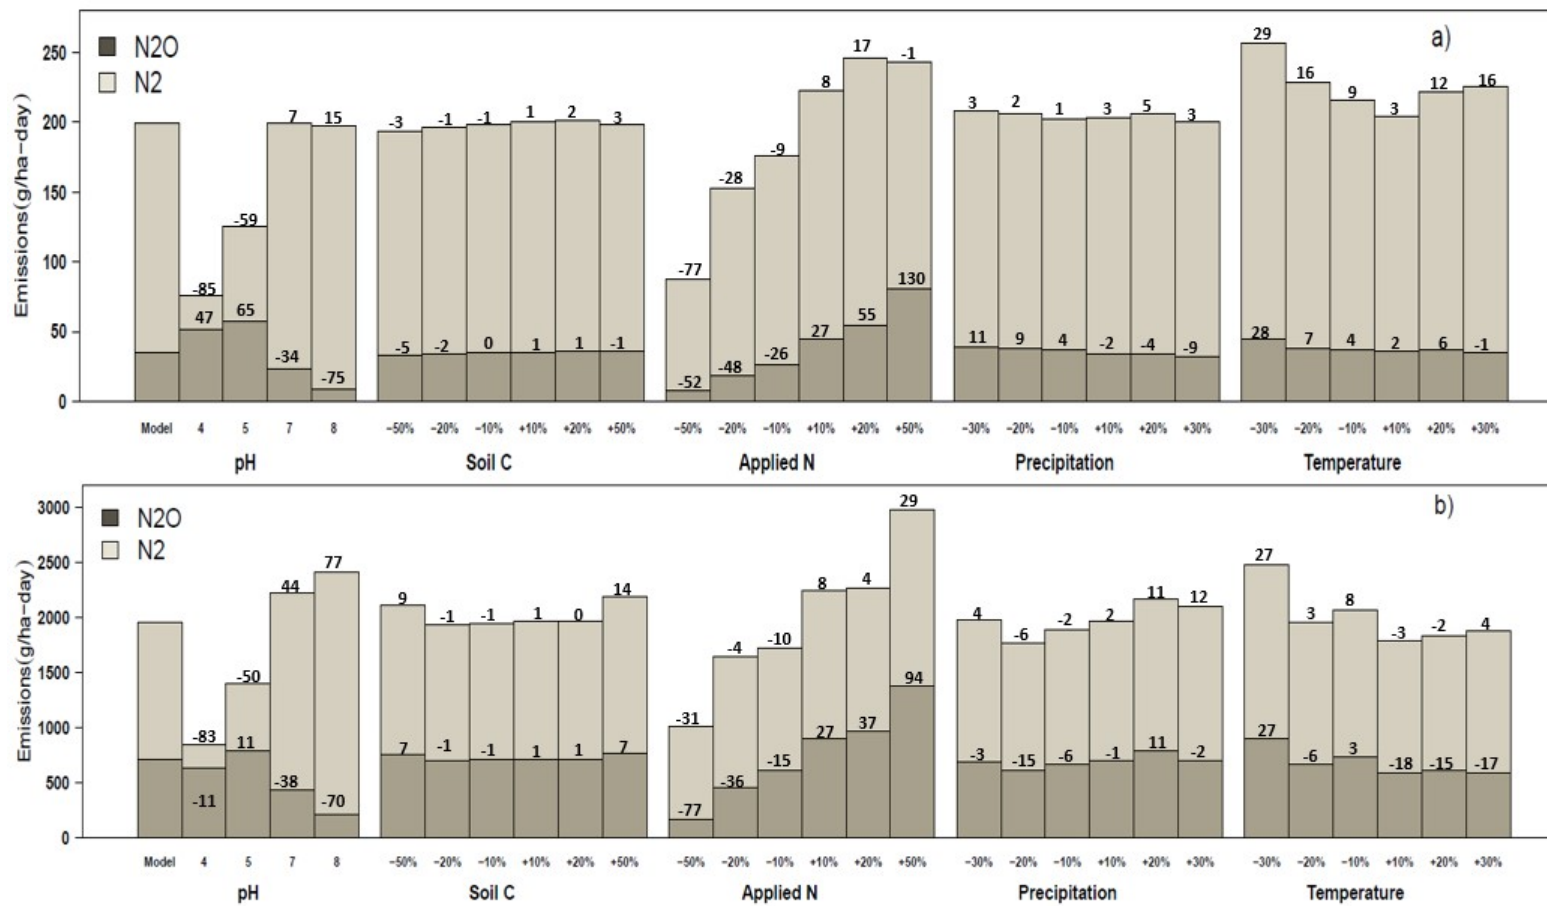 a)
N2O
N2
Emissions(g/ha−day)
250
200
150
100
50
0
-85 -59 7 15
47 65 -34 -75
-3 -1 -1 1 2 3
-5 -2 0 1 1 -1
-77 -28 -9 8 17 -1
-52 -48 -26 27 55 130
3 2 1 3 5 3
11 9 4 -2 -4 -9
29 16 9 3 12 16
28 7 4 2 6 -1
Model 4 5 7 8
−50% −20% −10% +10% +20% +50%
−50% −20% −10% +10% +20% +50%
−30% −20% −10% +10% +20% +30%
−30% −20% −10% +10% +20% +30%
pH Soil C Applied N Precipitation Temperature
b)
N2O
N2
Emissions(g/ha−day)
3000
2500
2000
1500
1000
500
0
-83 -50 44 77
-11 11 -38 -70
9 -1 -1 1 0 14
7 -1 -1 1 1 7
-31 -4 -10 8 4 29
-77 -36 -15 27 37 94
4 -6 -2 2 11 12
-3 -15 -6 -1 11 -2
27 3 8 -3 -2 4
27 -6 3 -18 -15 -17
Model 4 5 7 8
−50% −20% −10% +10% +20% +50%
−50% −20% −10% +10% +20% +50%
−30% −20% −10% +10% +20% +30%
−30% −20% −10% +10% +20% +30%
pH Soil C Applied N Precipitation Temperature